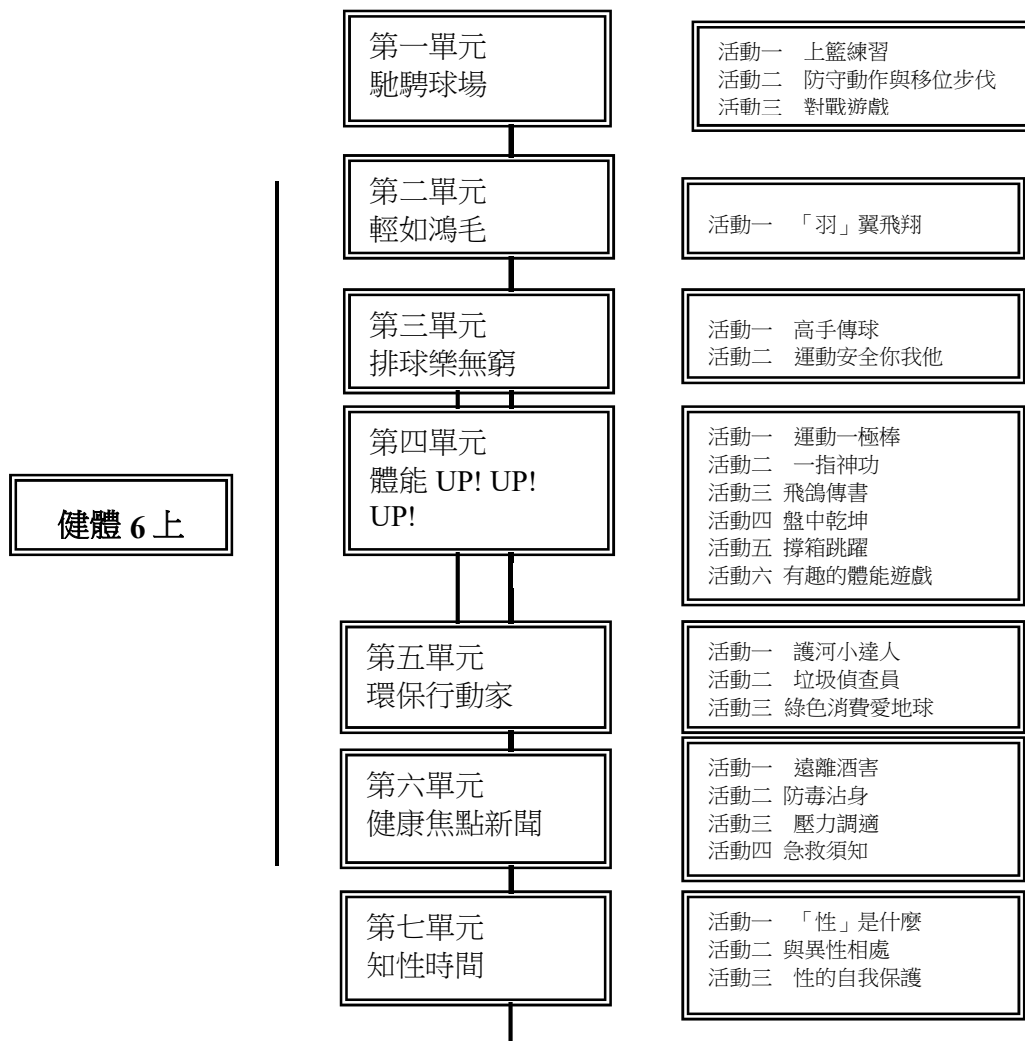 第一單元
馳騁球場
活動一　上籃練習
活動二　防守動作與移位步伐
活動三　對戰遊戲
第二單元
輕如鴻毛
活動一　「羽」翼飛翔
第三單元
排球樂無窮
活動一　高手傳球
活動二　運動安全你我他
第四單元
體能 UP! UP!
UP!
活動一　運動一極棒
活動二　一指神功
活動三 飛鴿傳書
活動四 盤中乾坤
活動五 撐箱跳躍
活動六 有趣的體能遊戲
健體 6 上
第五單元
環保行動家
活動一　護河小達人
活動二　垃圾偵查員
活動三 綠色消費愛地球
第六單元
健康焦點新聞
活動一　遠離酒害
活動二 防毒沾身
活動三　壓力調適
活動四 急救須知
第七單元
知性時間
活動一　「性」是什麼
活動二 與異性相處
活動三　性的自我保護